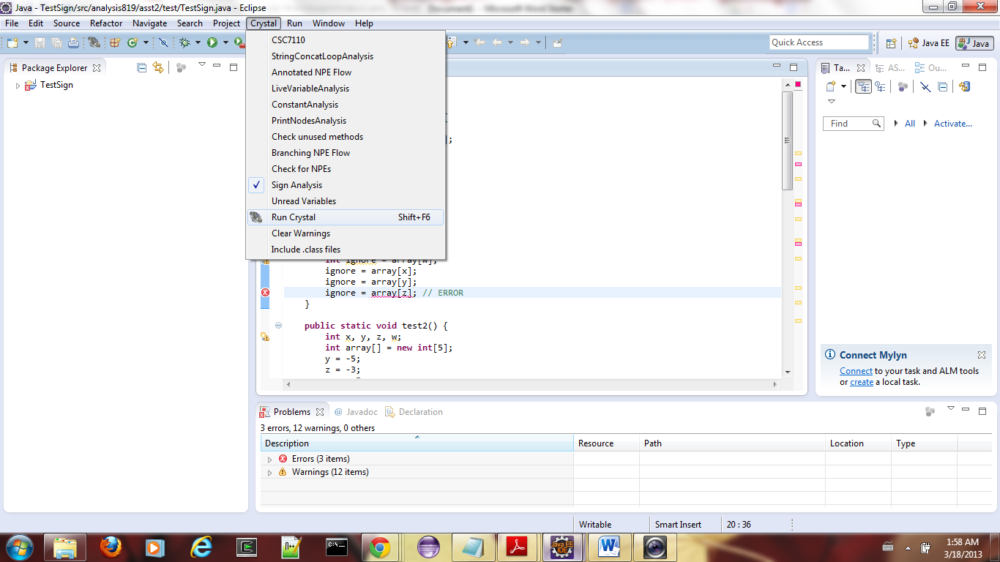 Java - TestSign/src/analysis819/asst2/test/TestSign.java - Eclipse
File Edit Source Refactor Navigate Search Project Crystal Run Window Help
Quick Access
Java EE
Java
Package Explorer
TestSign
CSC7110
StringConcatLoopAnalysis
Annotated NPE Flow
LiveVariableAnalysis
ConstantAnalysis
PrintNodesAnalysis
Check unused methods
Branching NPE Flow
Check for NPEs
Sign Analysis
Unread Variables
Run Crystal Shift+F6
Clear Warnings
Include .class files
];
int ignore = array[w];
ignore = array[x];
ignore = array[y];
ignore = array[z]; // ERROR
}
public static void test2() {
int x, y, z, w;
int array[] = new int[5];
y = -5;
z = -3;
Ta... AS... Ou...
Find All Activate...
Connect Mylyn
Connect to your task and ALM tools
or create a local task.
Problems @ Javadoc Declaration
3 errors, 12 warnings, 0 others
Description Resource Path Location Type
Errors (3 items)
Warnings (12 items)
Writable Smart Insert 20 : 36
1:58 AM
3/18/2013